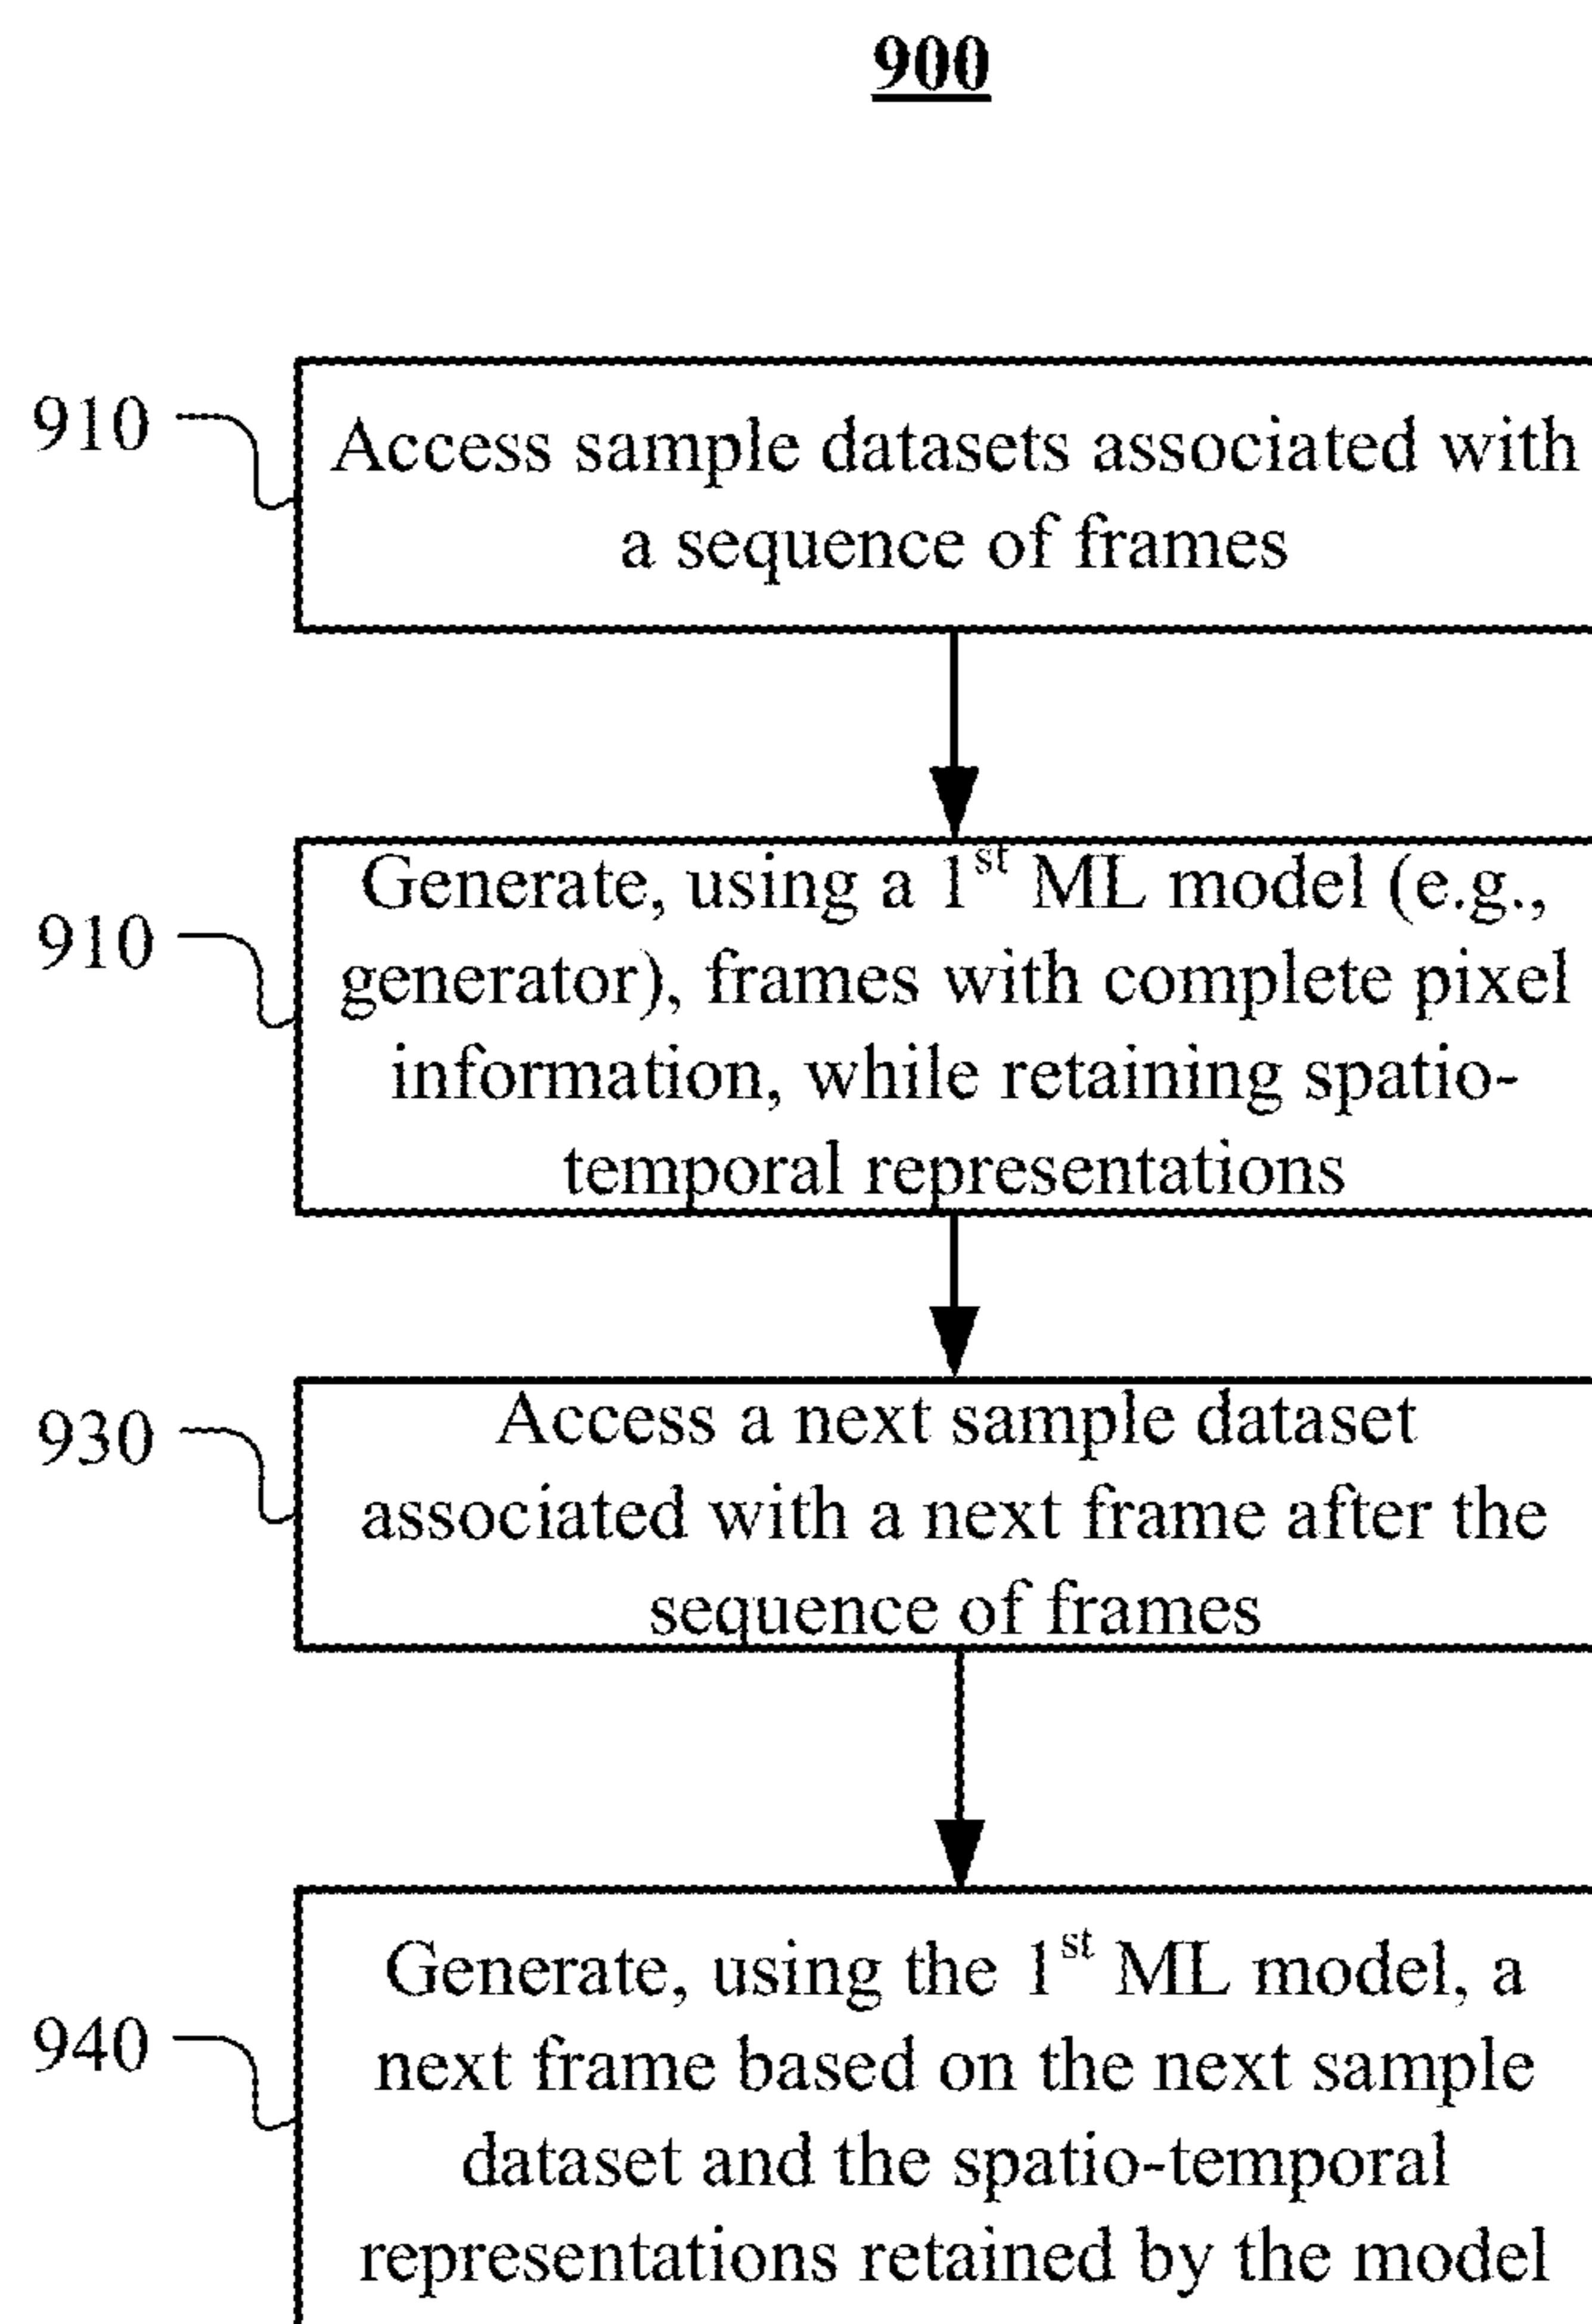 900
910
Access sample datasets associated with
a sequence of frames
910
Generate, using a 1st ML model (e.g.,
generator), frames with complete pixel
information, while retaining spatio-
temporal representations
930
Access a next sample dataset
associated with a next frame after the
sequence of frames
940
Generate, using the 1st ML model, a
next frame based on the next sample
dataset and the spatio-temporal
representations retained by the model